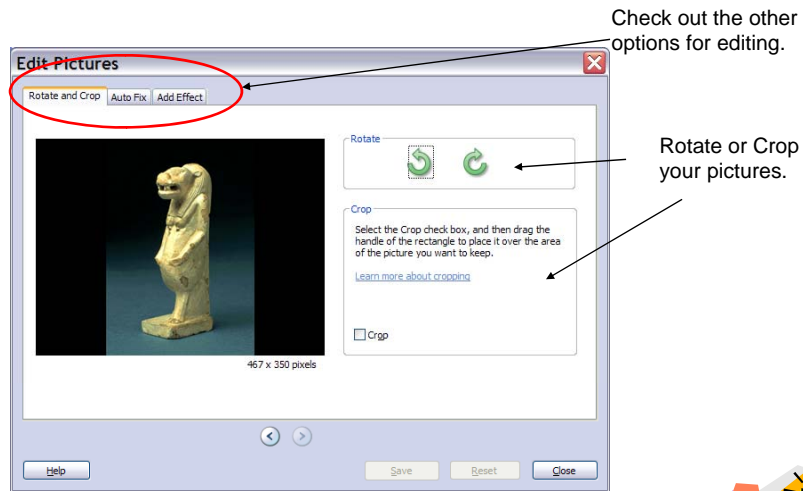 Check out the other
options for editing.
Edit Pictures
Rotate and Crop Auto Fix Add Effect
Rotate
Rotate or Crop
your pictures.
Crop
Select the Crop check box, and then drag the
handle of the rectangle to place it over the area
of the picture you want to keep.
Learn more about cropping
Crop
467 x 350 pixels
Help Save Reset Close